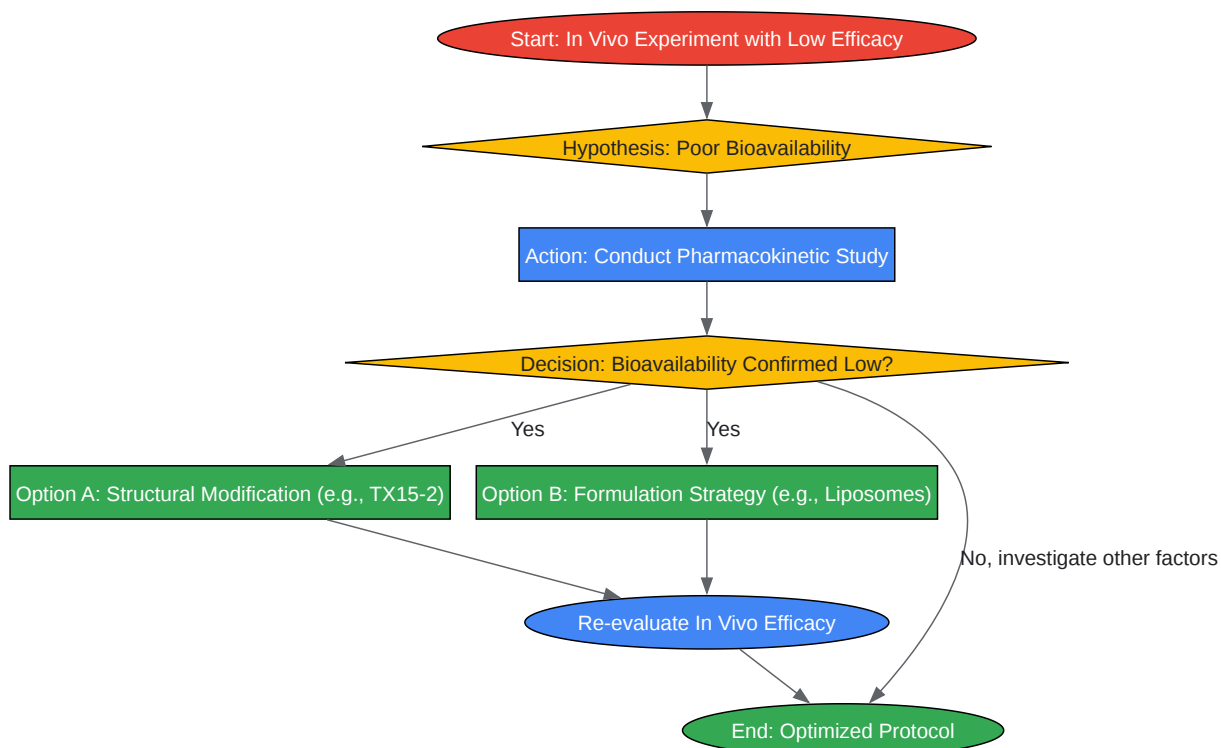 Start: In Vivo Experiment with Low Efficacy
Hypothesis: Poor Bioavailability
Action: Conduct Pharmacokinetic Study
Decision: Bioavailability Confirmed Low?
Yes
Yes
Option A: Structural Modification (e.g., TX15-2)
Option B: Formulation Strategy (e.g., Liposomes)
No, investigate other factors
Re-evaluate In Vivo Efficacy
End: Optimized Protocol